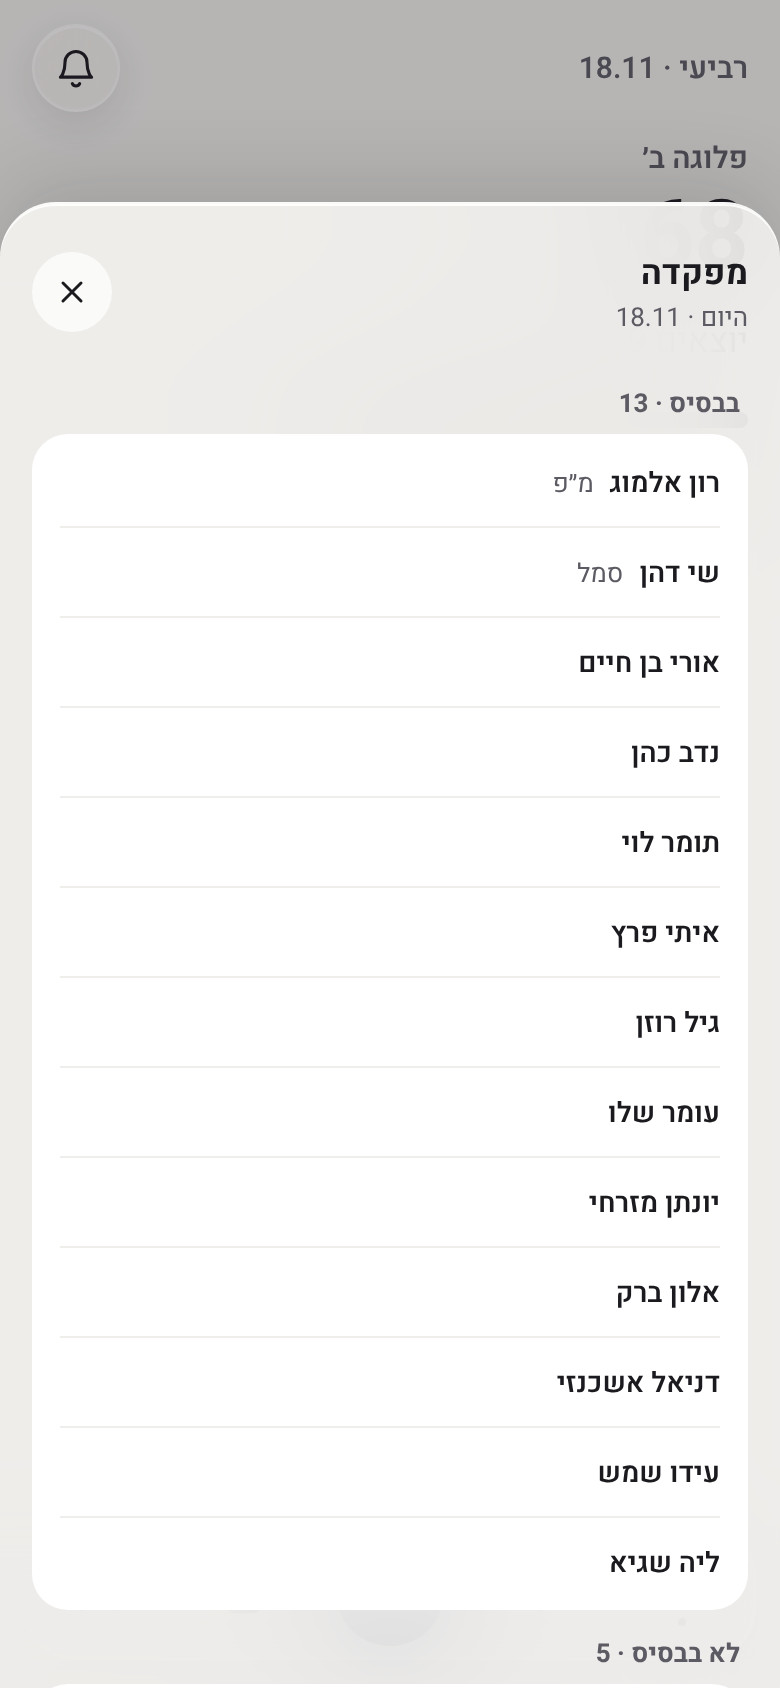 רביעי · 18.11
פלוגה ב׳
68
מפקדה
היום · 18.11
יוצאים
בבסיס · 13
רון אלמוג מ״פ
שי דהן סמל
אורי בן חיים
נדב כהן
תומר לוי
איתי פרץ
גיל רוזן
עומר שלו
יונתן מזרחי
אלון ברק
דניאל אשכנזי
עידו שמש
ליה שגיא
לא בבסיס · 5